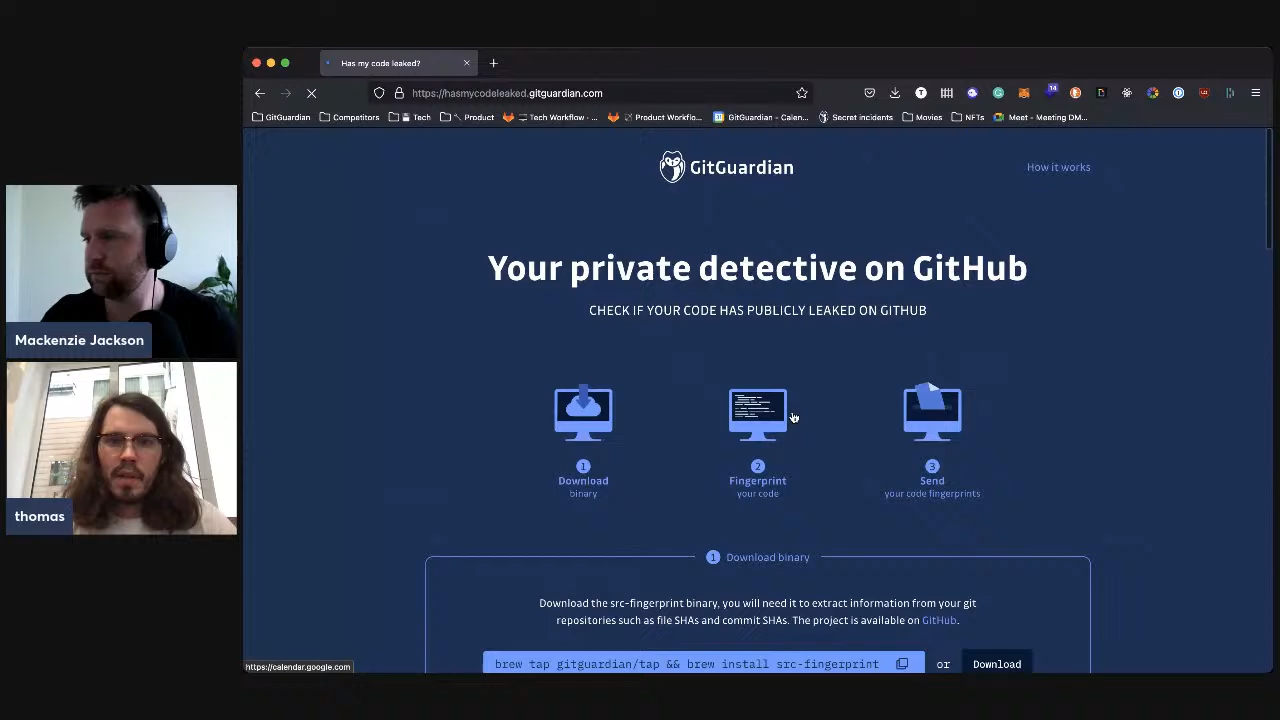 Has my code leaked?
https://hasmycodeleaked.gitguardian.com
14
GitGuardian
Competitors
Tech
Product
Tech Workflow - ...
Product Workflo...
GitGuardian - Calen...
Secret incidents
Movies
NFTs
Meet - Meeting DM...
GitGuardian
How it works
Your private detective on GitHub
CHECK IF YOUR CODE HAS PUBLICLY LEAKED ON GITHUB
1
Download
binary
2
Fingerprint
your code
3
Send
your code fingerprints
1 Download binary
Download the src-fingerprint binary, you will need it to extract information from your git
repositories such as file SHAs and commit SHAs. The project is available on GitHub.
brew tap gitguardian/tap && brew install src-fingerprint
or
Download
https://calendar.google.com
Mackenzie Jackson
thomas